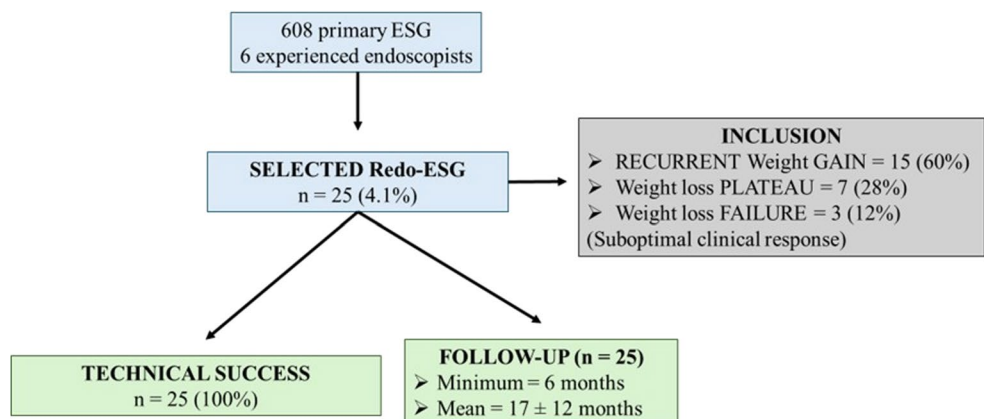 608 primary ESG
6 experienced endoscopists
SELECTED Redo-ESG
n = 25 (4.1%)
INCLUSION
➢ RECURRENT Weight GAIN = 15 (60%)
➢ Weight loss PLATEAU = 7 (28%)
➢ Weight loss FAILURE = 3 (12%)
(Suboptimal clinical response)
TECHNICAL SUCCESS
n = 25 (100%)
FOLLOW-UP (n = 25)
➢ Minimum = 6 months
➢ Mean = 17 ± 12 months